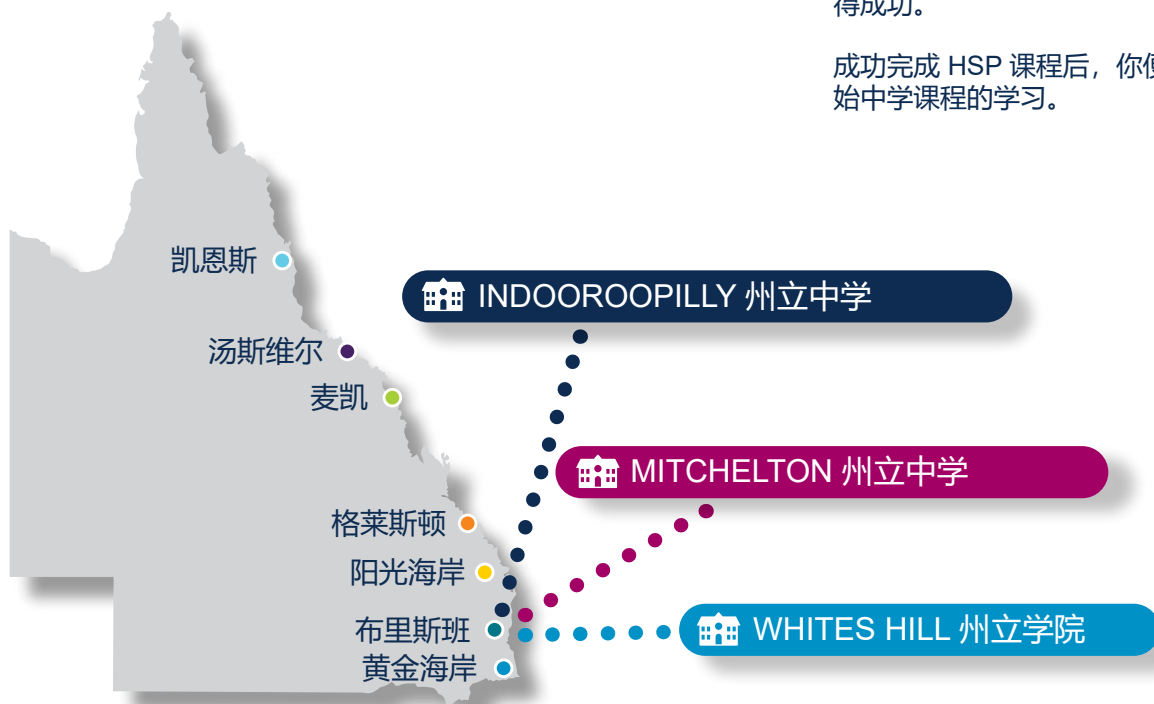 得成功。
成功完成 HSP 课程后，你便
始中学课程的学习。
凯恩斯
INDOOROOPILLY 州立中学
汤斯维尔
麦凯
MITCHELTON 州立中学
格莱斯顿
阳光海岸
布里斯班
WHITES HILL 州立学院
黄金海岸